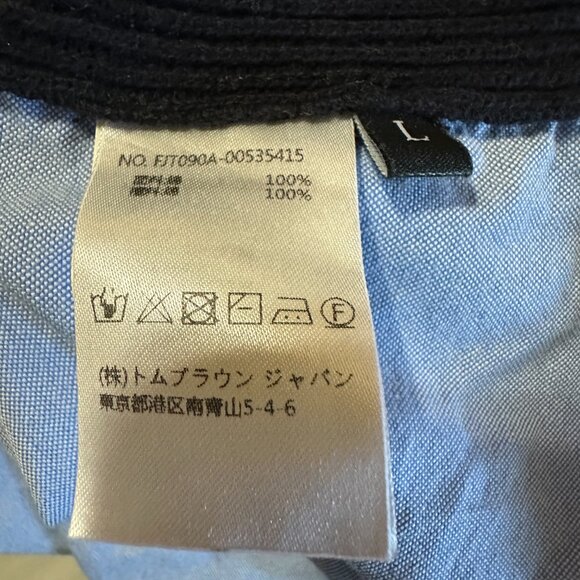 L
NO. FJT090A-00535415
100%
100%
F
(株)トムブラウン ジャパン
東京都港区南青山5-4-6